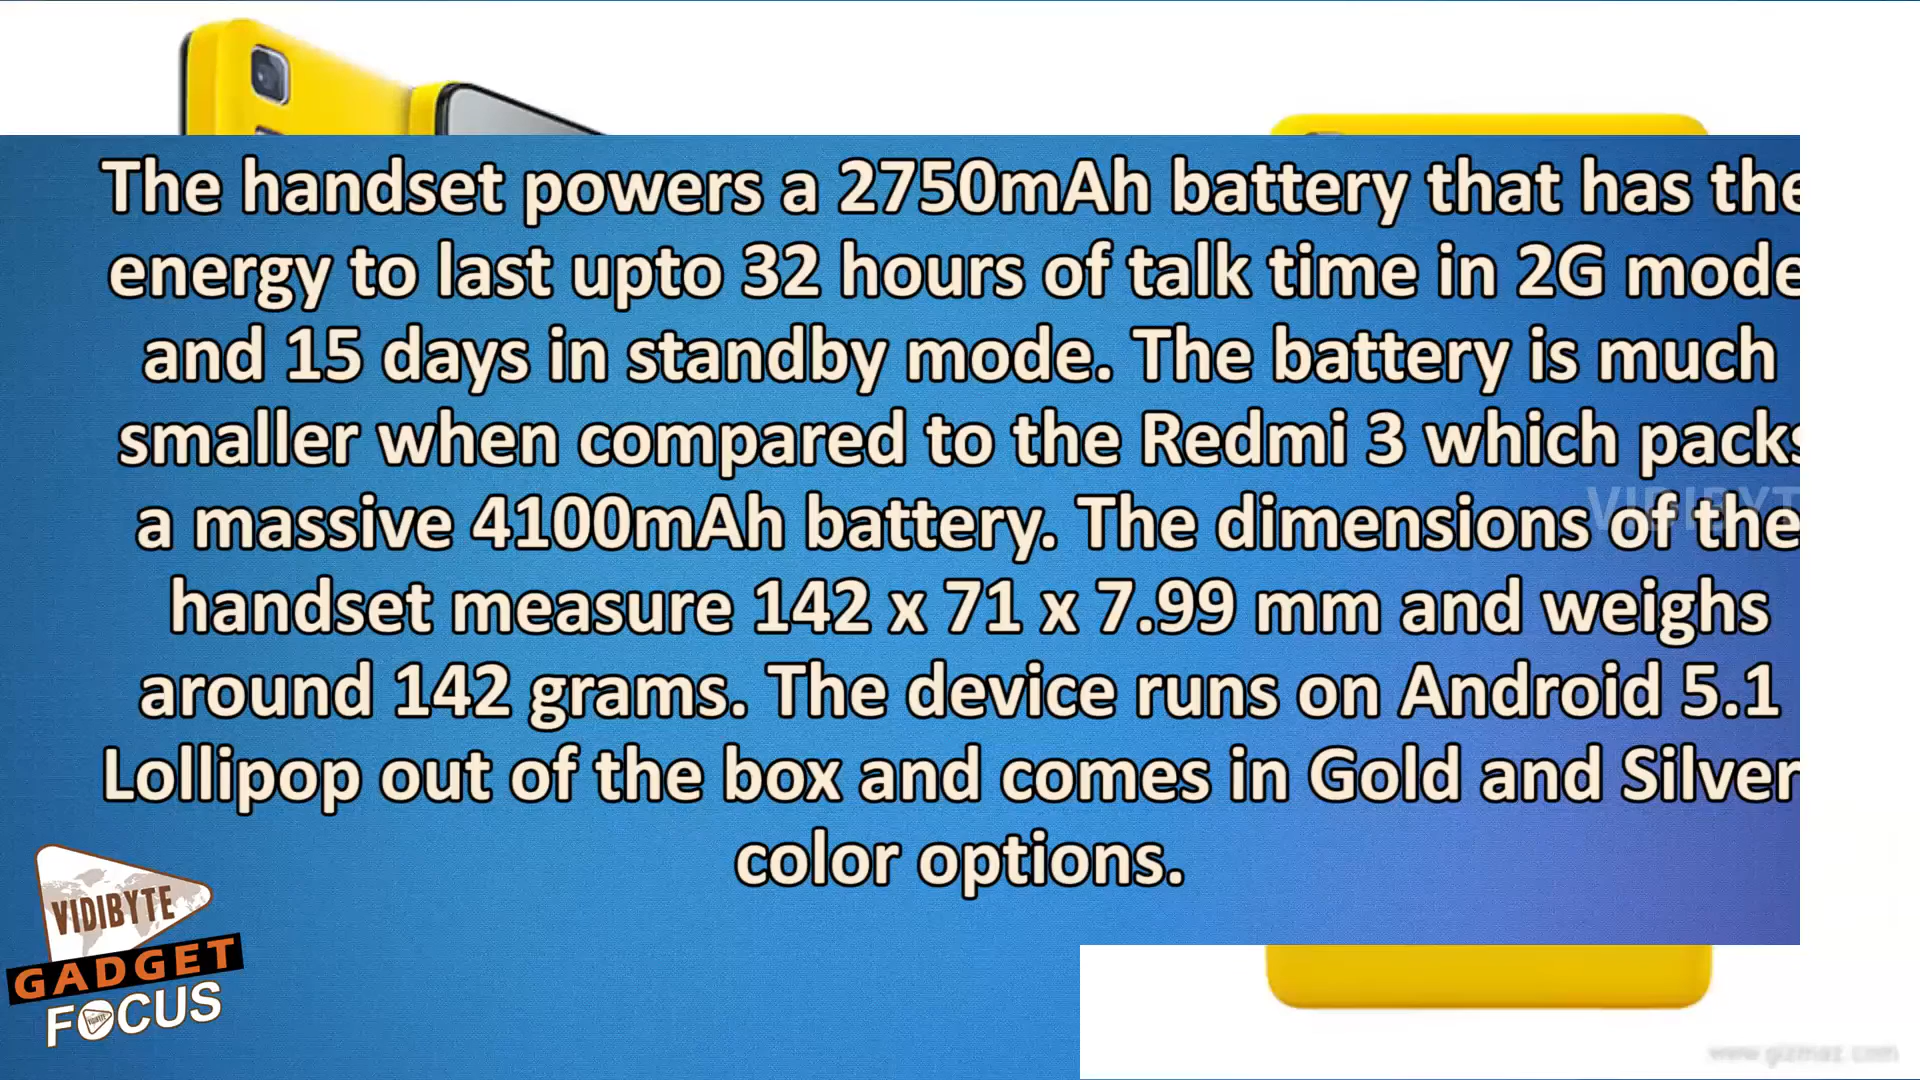 The handset powers a 2750mAh battery that has the
energy to last upto 32 hours of talk time in 2G mode
and 15 days in standby mode. The battery is much
smaller when compared to the Redmi 3 which packs
a massive 4100mAh battery. The dimensions of the
handset measure 142 x 71 x 7.99 mm and weighs
around 142 grams. The device runs on Android 5.1
Lollipop out of the box and comes in Gold and Silver
color options.
VIDIBYT
VIDIBYTE
GADGET
FOCUS
www.gizmaz.com